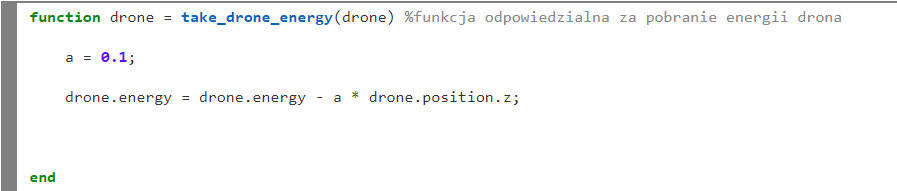 function drone = take_drone_energy(drone) %funkcja odpowiedzialna za pobranie energii drona
a = 0.1;
drone.energy = drone.energy - a * drone.position.z;
end